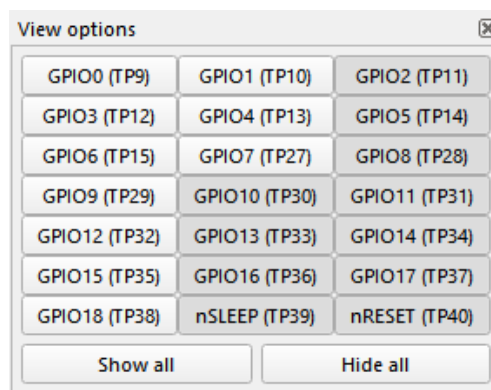 View options
GPIO0 (TP9) GPIO1 (TP10) GPIO2 (TP11)
GPIO3 (TP12) GPIO4 (TP13) GPIO5 (TP14)
GPIO6 (TP15) GPIO7 (TP27) GPIO8 (TP28)
GPIO9 (TP29) GPIO10 (TP30) GPIO11 (TP31)
GPIO12 (TP32) GPIO13 (TP33) GPIO14 (TP34)
GPIO15 (TP35) GPIO16 (TP36) GPIO17 (TP37)
GPIO18 (TP38) nSLEEP (TP39) nRESET (TP40)
Show all Hide all